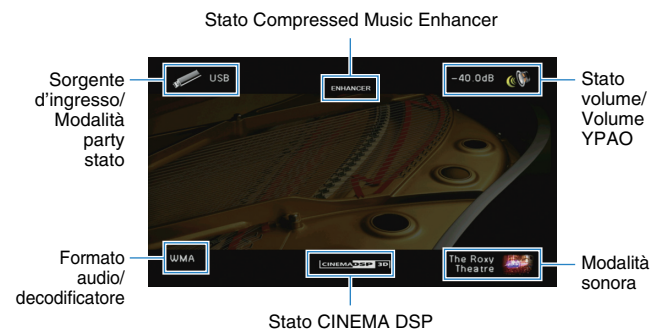 Stato Compressed Music Enhancer
Sorgente
d'ingresso/
Modalità
party
stato
USB
ENHANCER
-40.0dB
Stato
volume/
Volume
YPAO
Formato
audio/
decodificatore
WMA
CINEMA DSP 3D
The Roxy
Theatre
Modalità
sonora
Stato CINEMA DSP